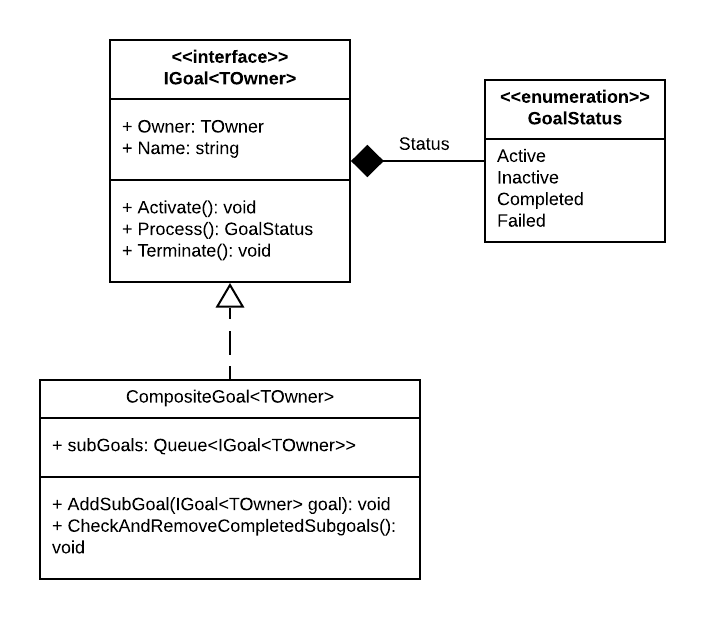 <<interface>>
IGoal<TOwner>
+ Owner: TOwner
+ Name: string
+ Activate(): void
+ Process(): GoalStatus
+ Terminate(): void
Status
<<enumeration>>
GoalStatus
Active
Inactive
Completed
Failed
CompositeGoal<TOwner>
+ subGoals: Queue<IGoal<TOwner>>
+ AddSubGoal(IGoal<TOwner> goal): void
+ CheckAndRemoveCompletedSubgoals():
void